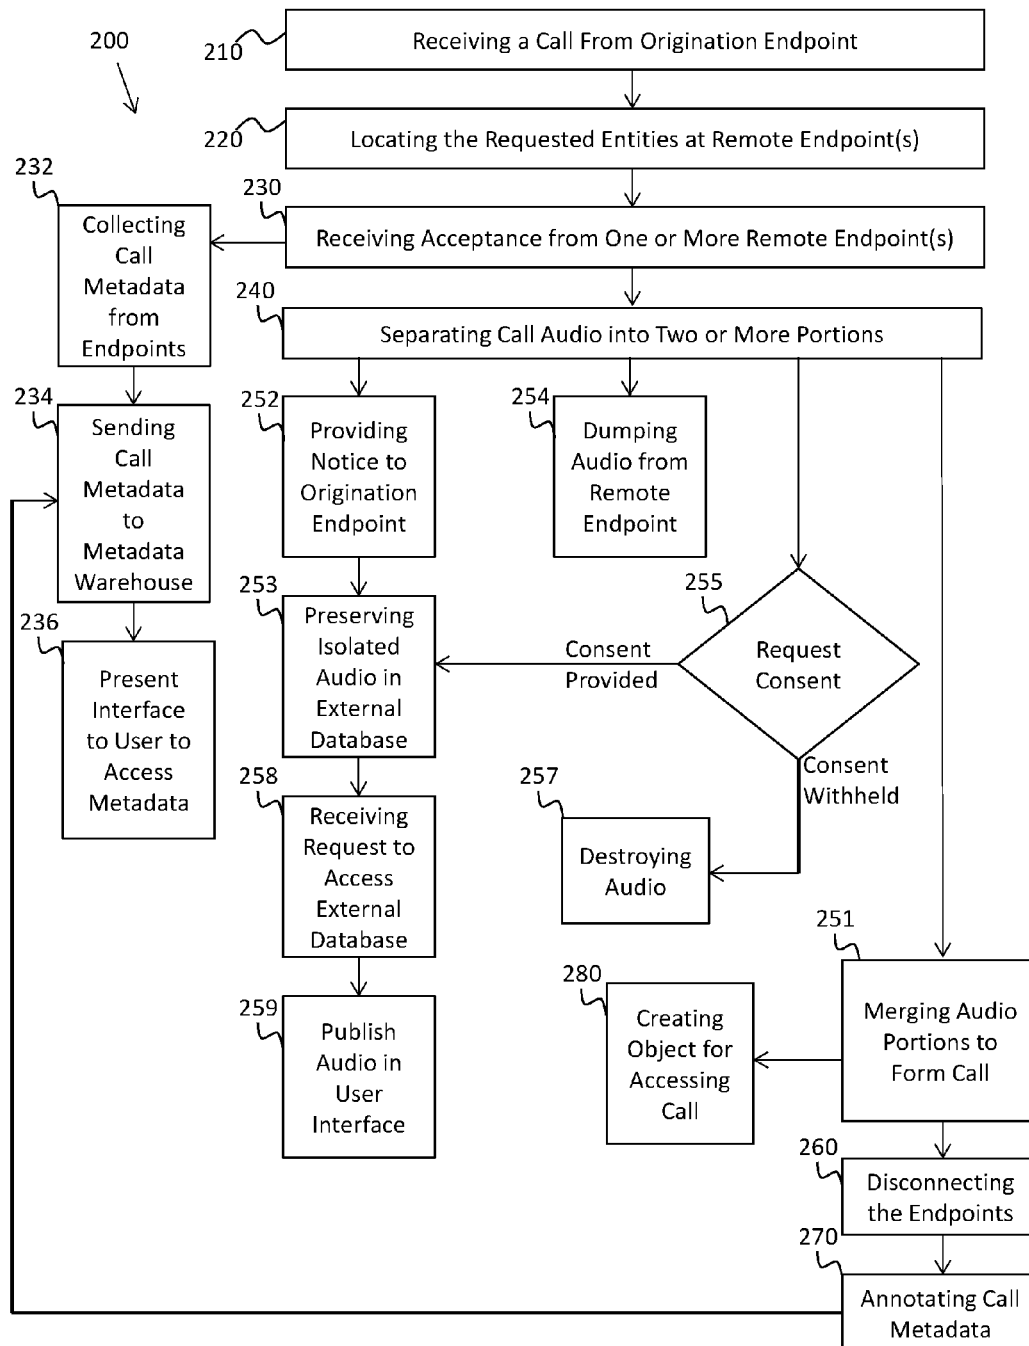 200
210
Receiving a Call From Origination Endpoint
220
Locating the Requested Entities at Remote Endpoint(s)
230
Receiving Acceptance from One or More Remote Endpoint(s)
232
Collecting
Call
Metadata
from
Endpoints
240
Separating Call Audio into Two or More Portions
234
Sending
Call
Metadata
to
Metadata
Warehouse
252
Providing
Notice to
Origination
Endpoint
254
Dumping
Audio from
Remote
Endpoint
255
Request
Consent
Consent
Provided
Consent
Withheld
253
Preserving
Isolated
Audio in
External
Database
236
Present
Interface
to User to
Access
Metadata
257
Destroying
Audio
258
Receiving
Request to
Access
External
Database
251
Merging Audio
Portions to
Form Call
280
Creating
Object for
Accessing
Call
259
Publish
Audio in
User
Interface
260
Disconnecting
the Endpoints
270
Annotating Call
Metadata